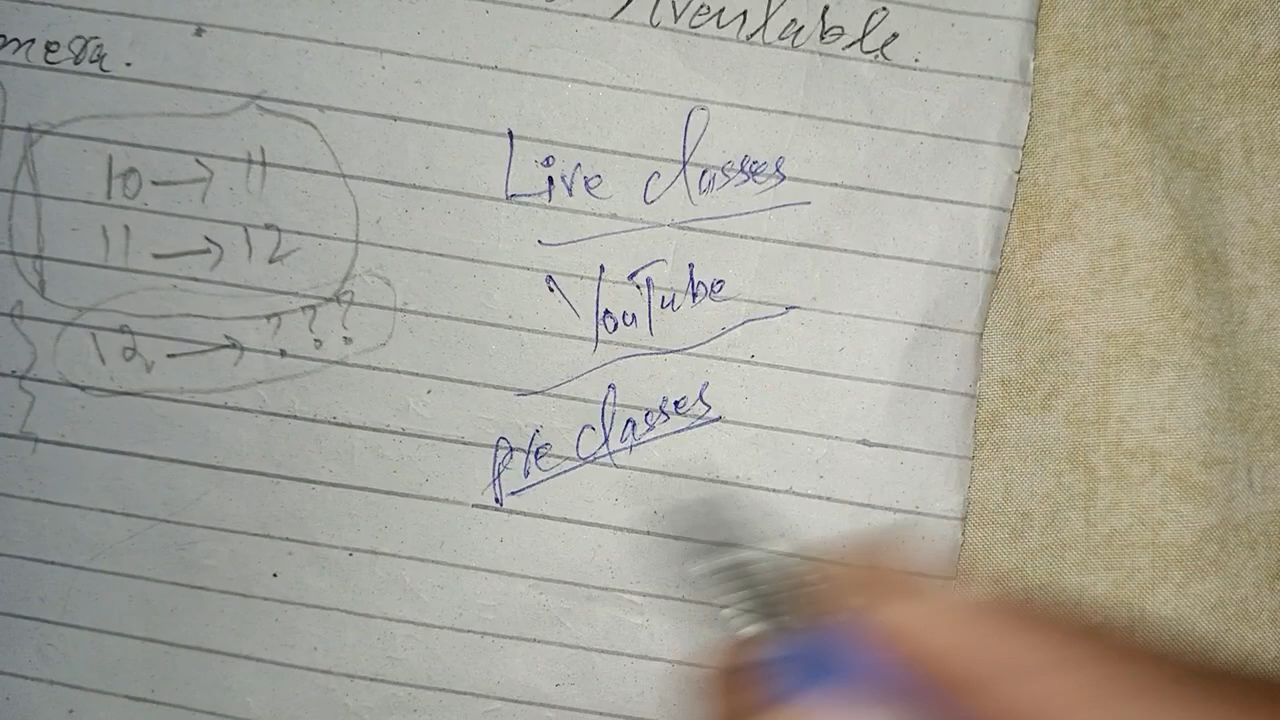 Available.
mera.
10 → 11
11 → 12
12 → ???
Live classes
YouTube
pre classes